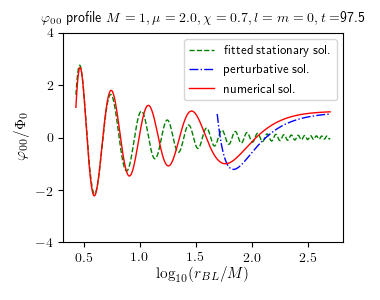 φ₀₀ profile M = 1, μ = 2.0, χ = 0.7, l = m = 0, t =97.5
fitted stationary sol.
perturbative sol.
numerical sol.
φ₀₀/Φ₀
4
2
0
−2
−4
0.5 1.0 1.5 2.0 2.5
log₁₀(r_BL/M)